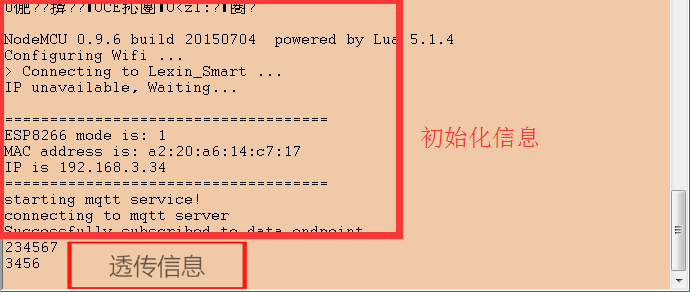 NodeMCU 0.9.6 build 20150704  powered by Lua 5.1.4
Configuring Wifi ...
> Connecting to Lexin_Smart ...
IP unavailable, Waiting...
==================================
ESP8266 mode is: 1
MAC address is: a2:20:a6:14:c7:17
IP is 192.168.3.34
==================================
starting mqtt service!
connecting to mqtt server
Successfully subscribed to data endpoint
234567
3456
初始化信息
透传信息